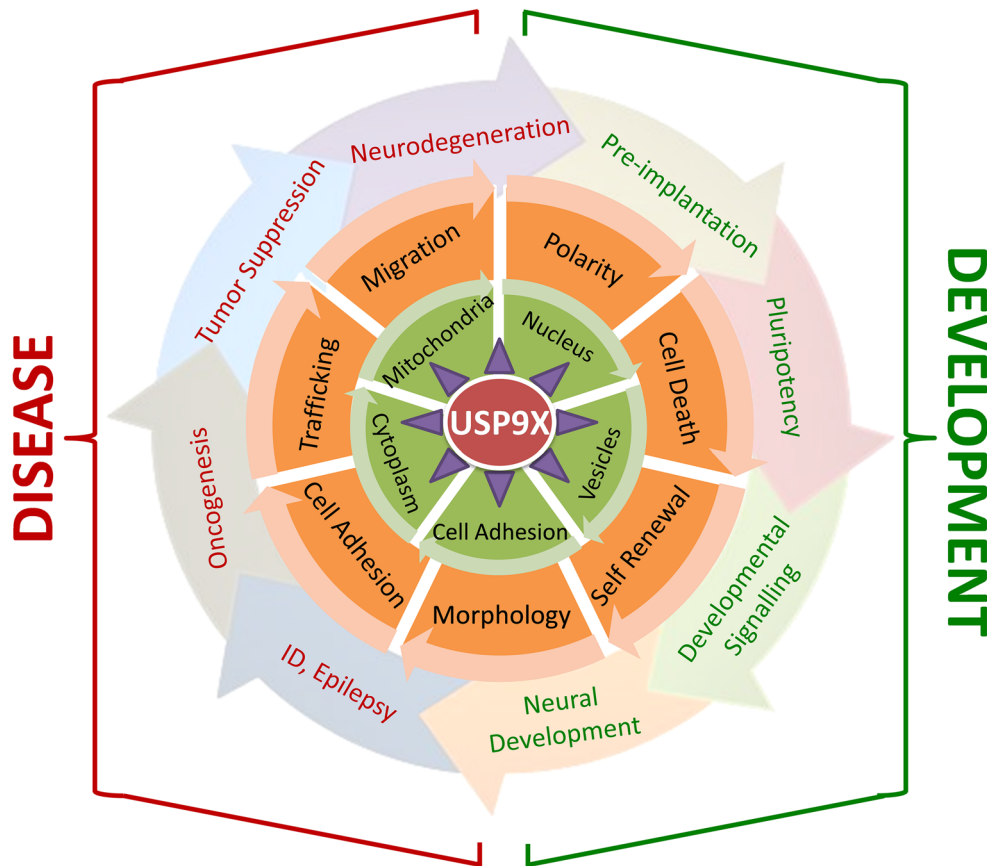 DISEASE
DEVELOPMENT
Neurodegeneration
Pre-implantation
Pluripotency
Developmental
Signalling
Neural
Development
ID, Epilepsy
Oncogenesis
Tumor Suppression
Migration
Polarity
Cell Death
Self Renewal
Morphology
Cell Adhesion
Trafficking
Mitochondria
Nucleus
Vesicles
Cell Adhesion
Cytoplasm
USP9X